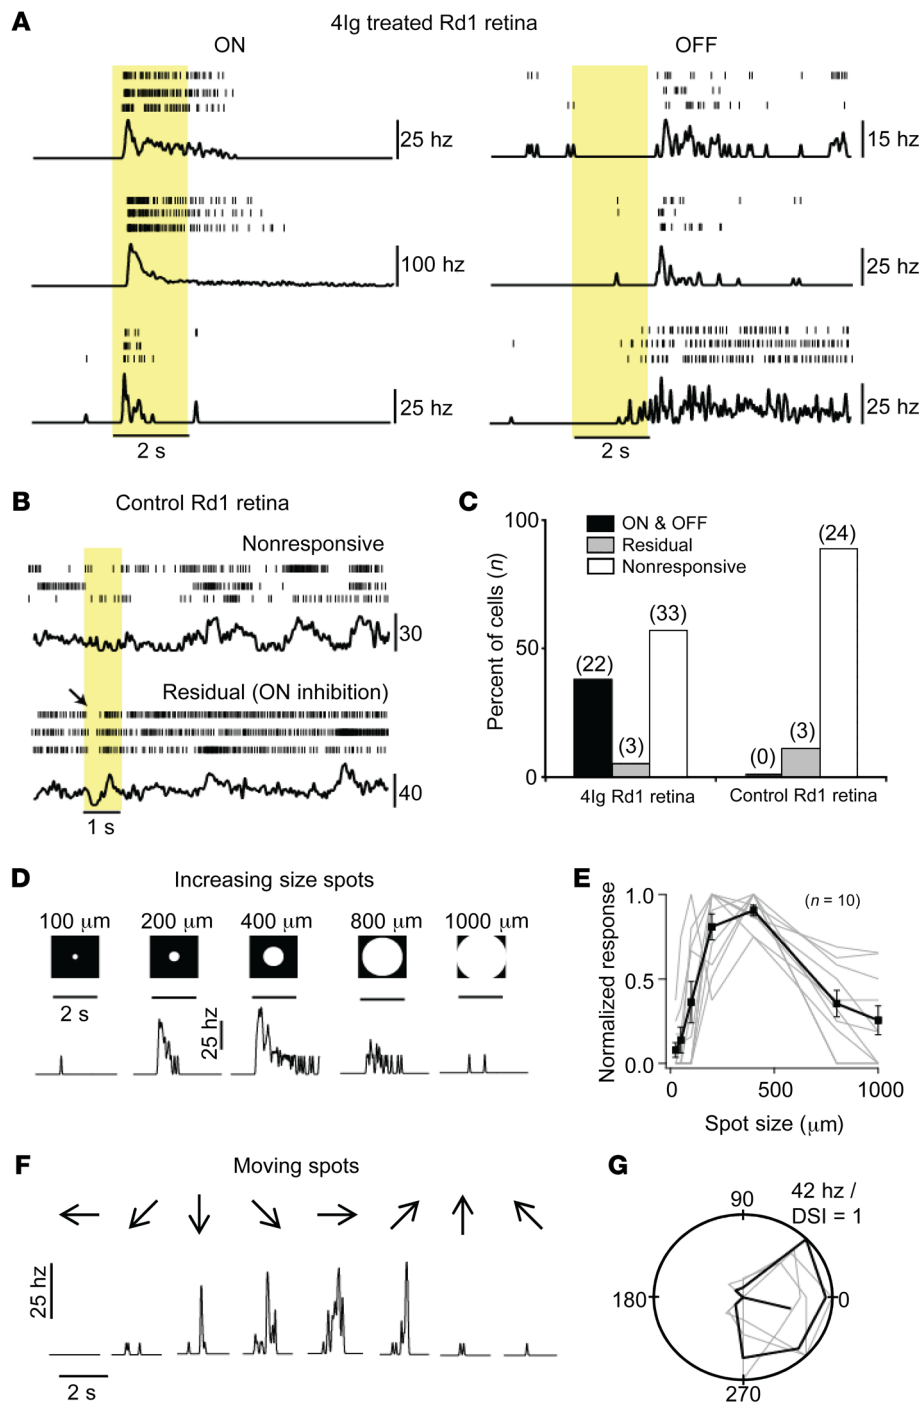 A
4Ig treated Rd1 retina
ON
OFF
25 hz
15 hz
100 hz
25 hz
25 hz
25 hz
2 s
2 s
B
Control Rd1 retina
Nonresponsive
30
Residual (ON inhibition)
40
1 s
C
Percent of cells (n)
100
50
0
ON & OFF
Residual
Nonresponsive
(22)
(3)
(33)
(0)
(3)
(24)
4Ig Rd1 retina
Control Rd1 retina
D
Increasing size spots
100 μm
200 μm
400 μm
800 μm
1000 μm
2 s
25 hz
E
Normalized response
1.0
0.5
0.0
(n = 10)
0
500
1000
Spot size (μm)
F
Moving spots
25 hz
2 s
G
42 hz /
DSI = 1
90
180
0
270